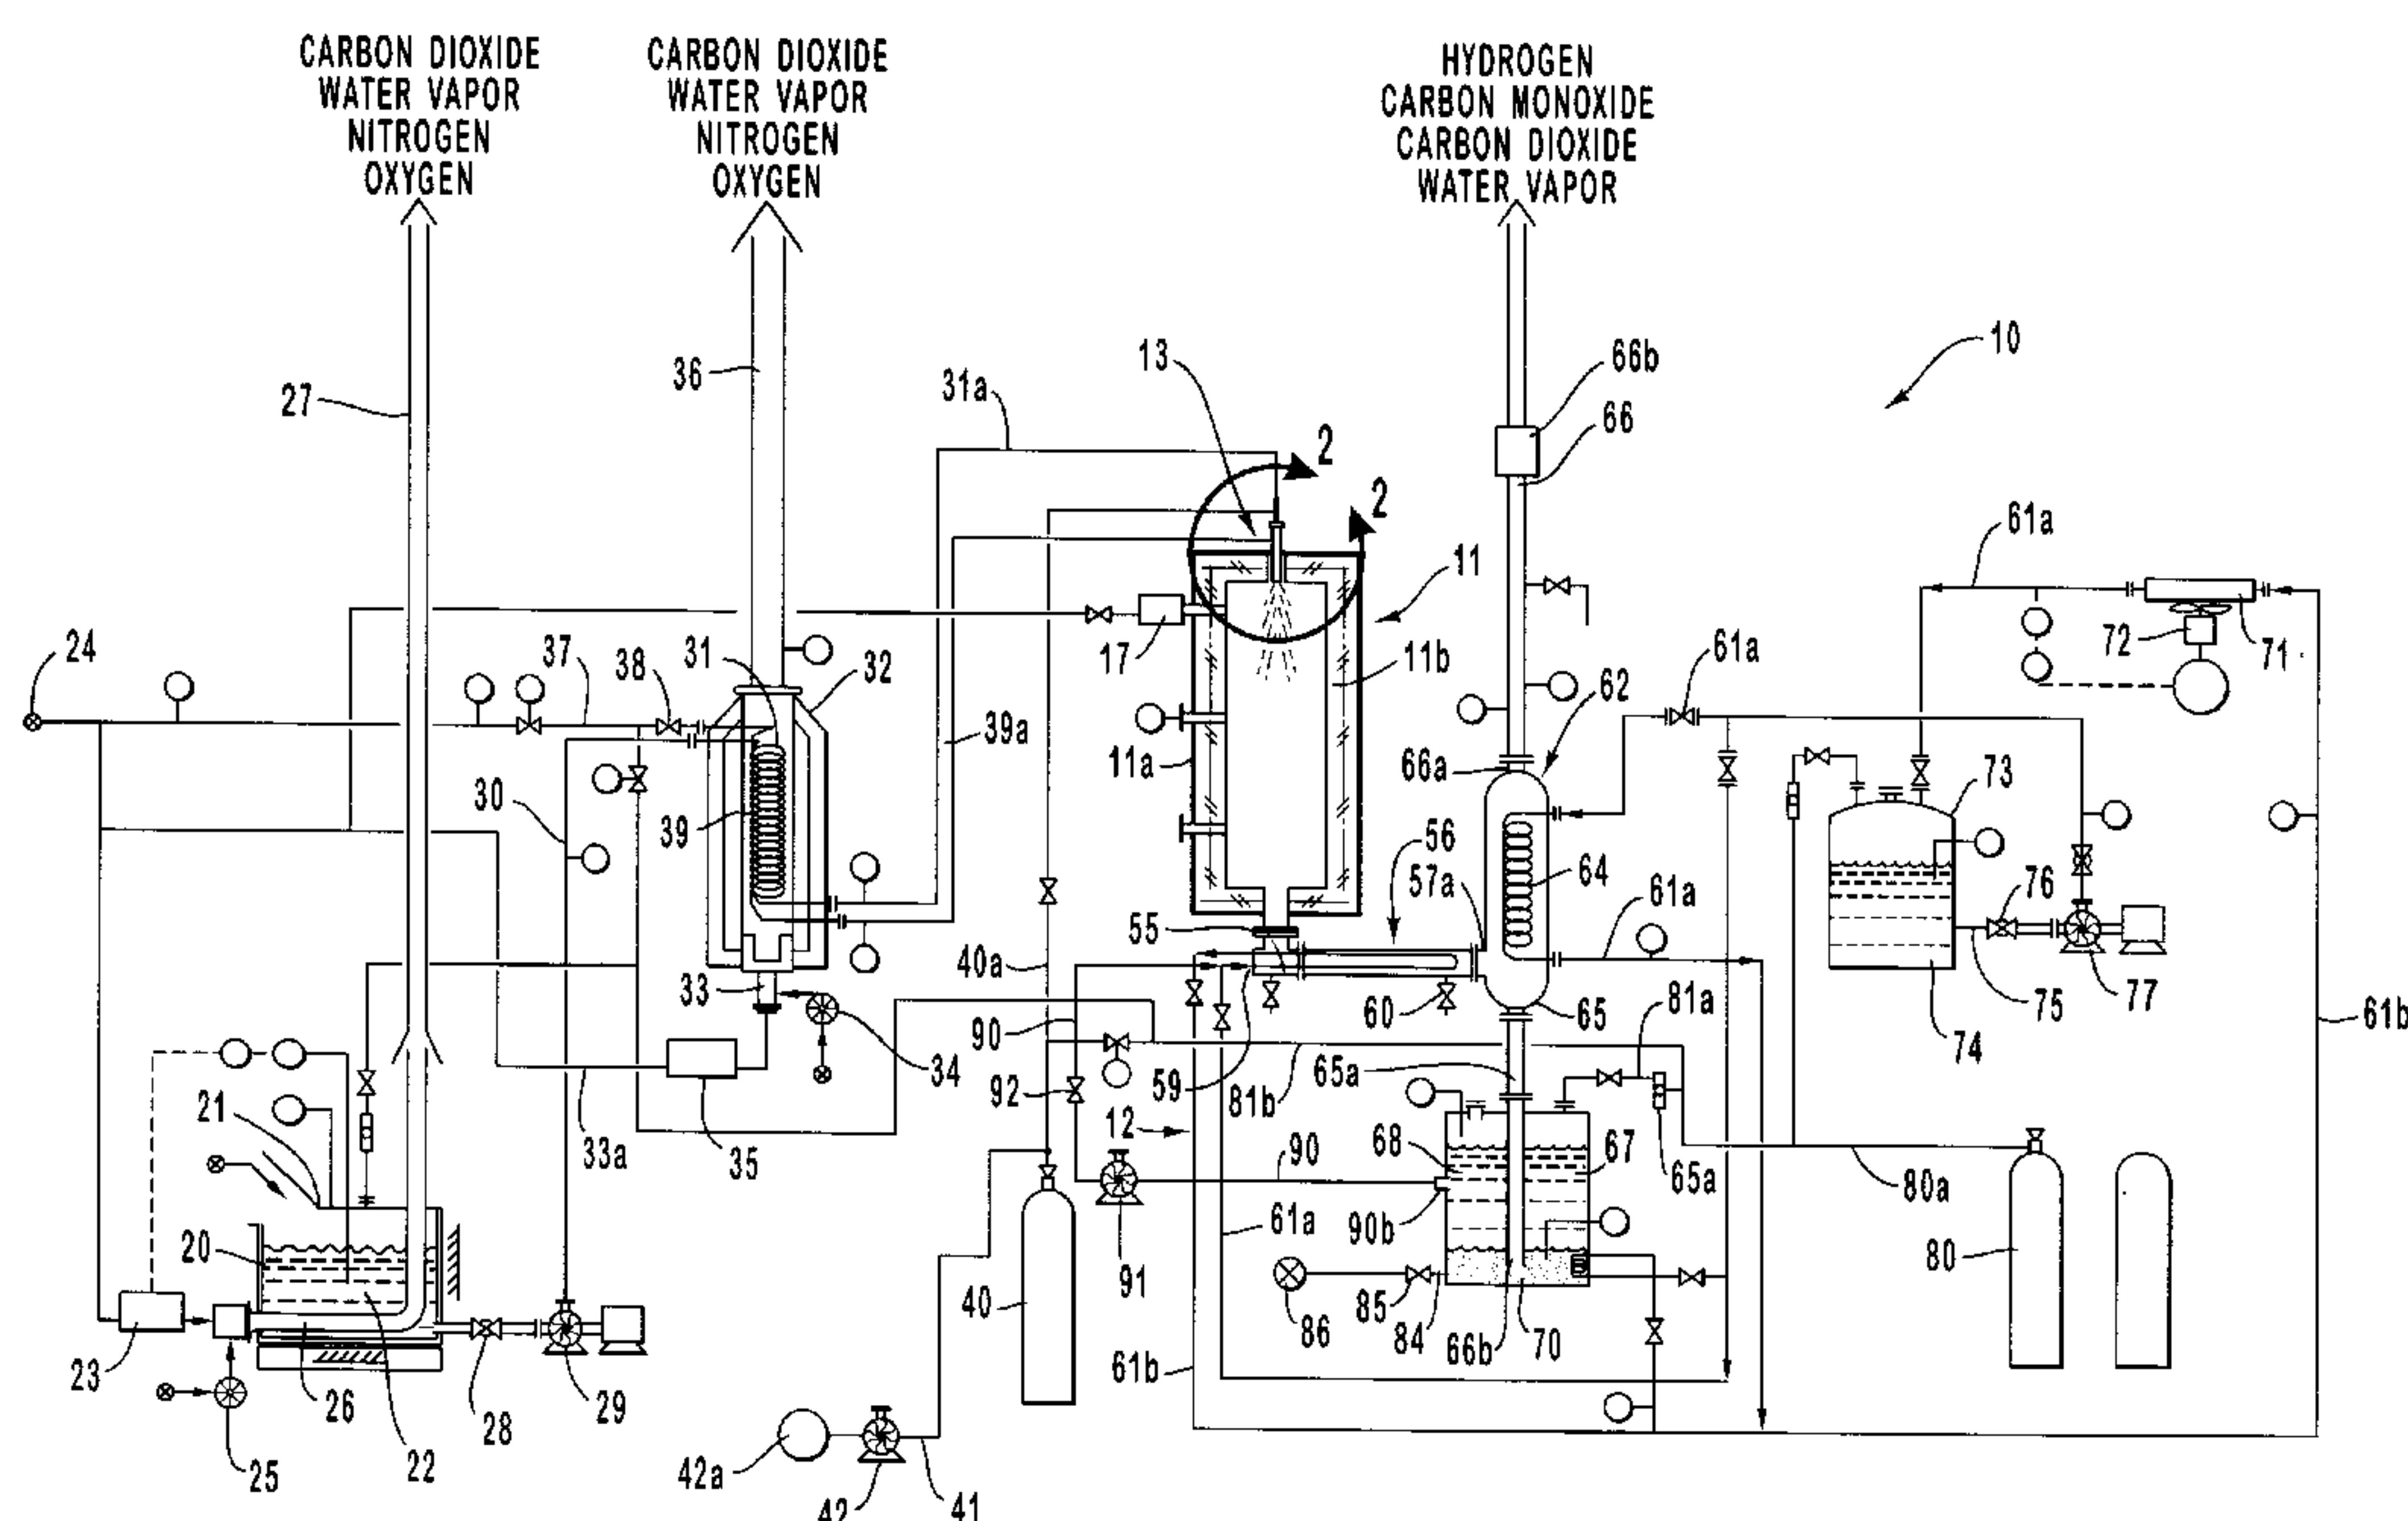 CARBON DIOXIDE
WATER VAPOR
NITROGEN
OXYGEN
CARBON DIOXIDE
WATER VAPOR
NITROGEN
OXYGEN
HYDROGEN
CARBON MONOXIDE
CARBON DIOXIDE
WATER VAPOR
10
13
66b
36
31a
27
66
2
2
61a
11
24
37
38
31
32
17
11b
61a
72
71
62
39a
11a
66a
73
30
39
56
57a
64
61a
76
55
40a
33
60
65
81a
75
77
61b
74
90
34
59
65a
92
81b
21
12
33a
35
68
67
65a
80a
90
20
61a
90b
91
80
40
86
85
84
66b
70
23
26
28
29
61b
22
25
42a
42
41